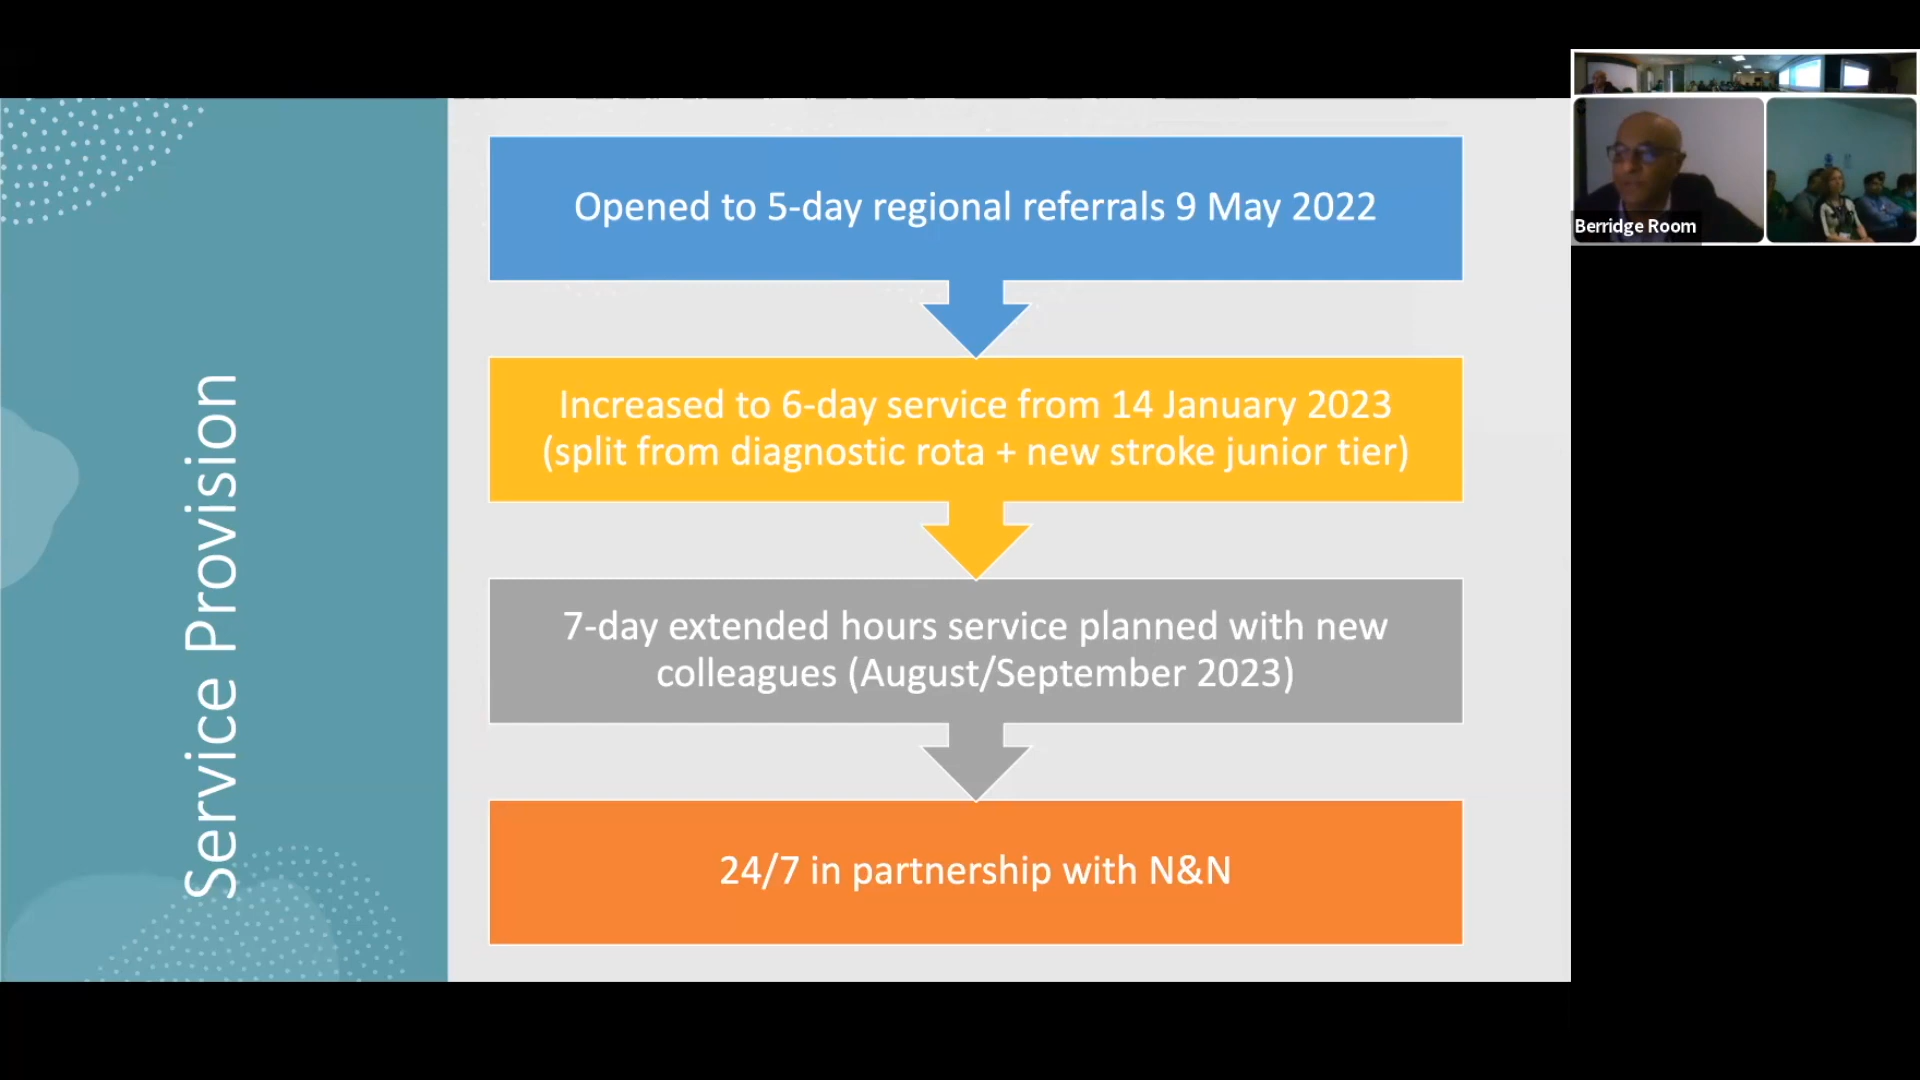 Service Provision
Opened to 5-day regional referrals 9 May 2022
Increased to 6-day service from 14 January 2023
(split from diagnostic rota + new stroke junior tier)
7-day extended hours service planned with new
colleagues (August/September 2023)
24/7 in partnership with N&N
Berridge Room